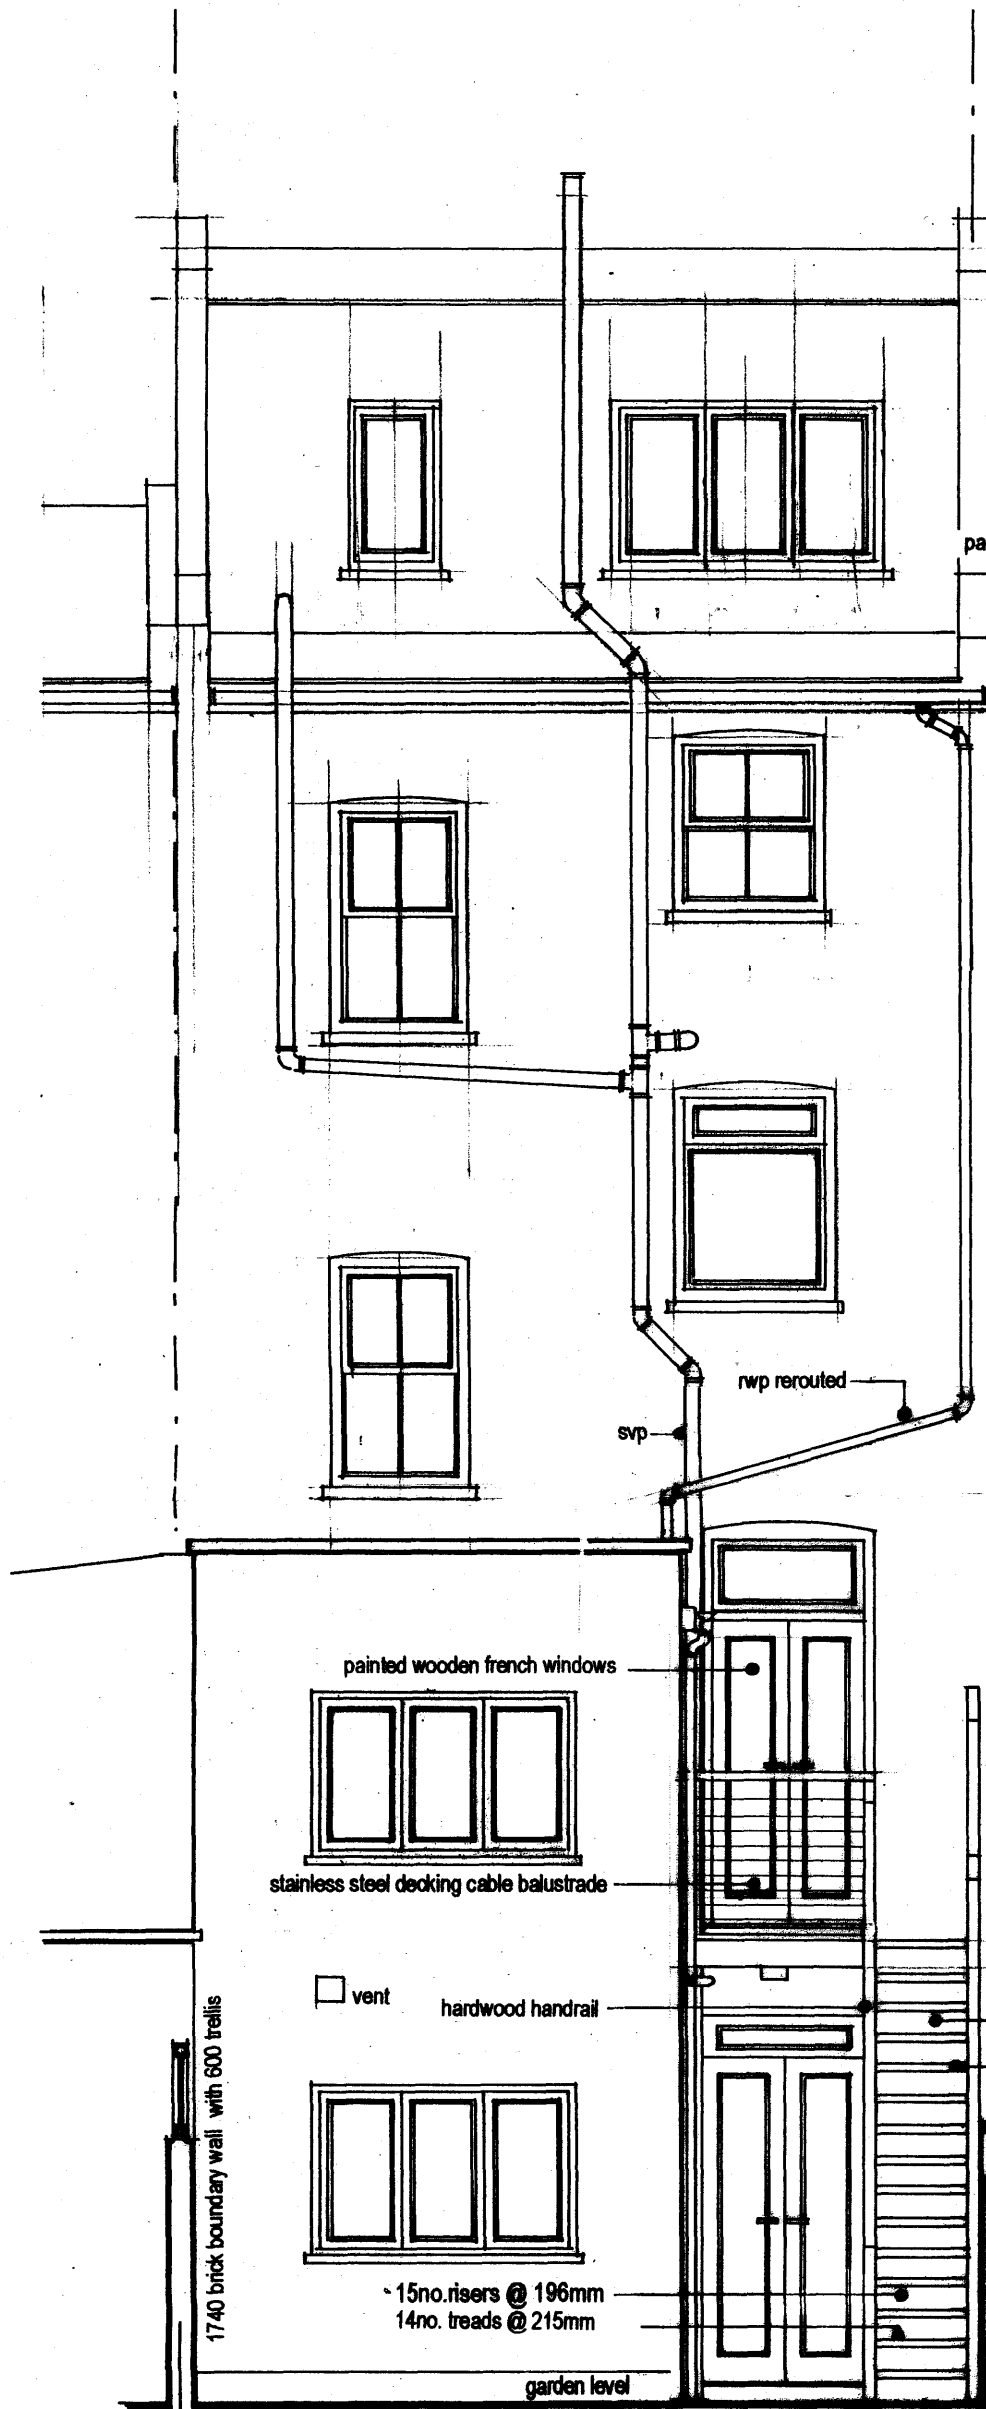 pa
rwp rerouted
svp
painted wooden french windows
stainless steel decking cable balustrade
vent
hardwood handrail
1740 brick boundary wall with 600 trellis
15no.risers @ 196mm
14no. treads @ 215mm
garden level